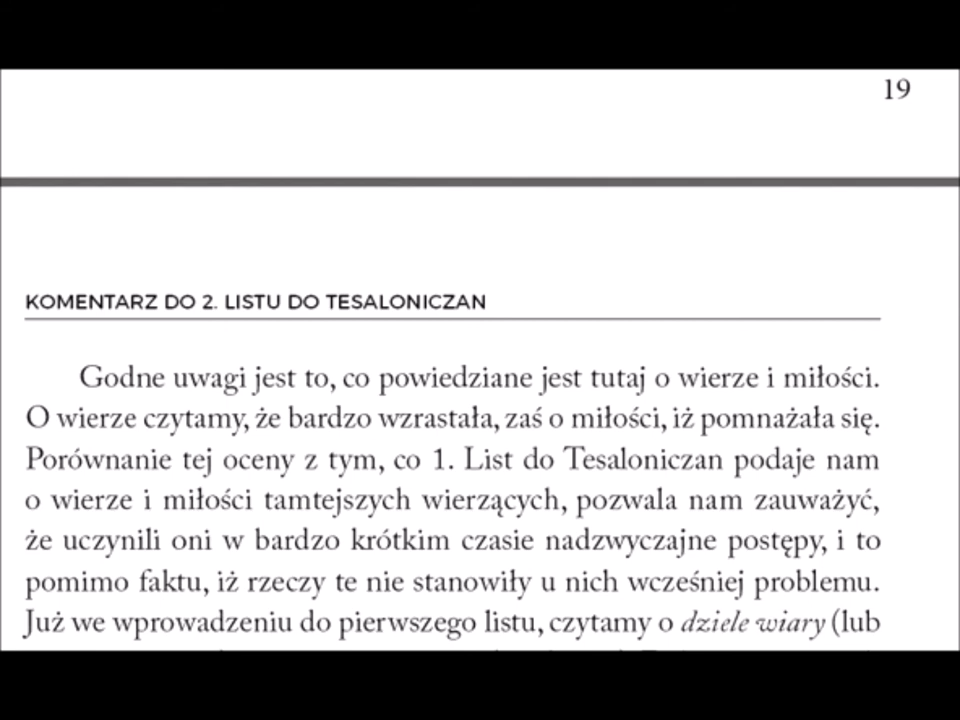 19
KOMENTARZ DO 2. LISTU DO TESALONICZAN
Godne uwagi jest to, co powiedziane jest tutaj o wierze i miłości.
O wierze czytamy, że bardzo wzrastała, zaś o miłości, iż pomnażała się.
Porównanie tej oceny z tym, co 1. List do Tesaloniczan podaje nam
o wierze i miłości tamtejszych wierzących, pozwala nam zauważyć,
że uczynili oni w bardzo krótkim czasie nadzwyczajne postępy, i to
pomimo faktu, iż rzeczy te nie stanowiły u nich wcześniej problemu.
Już we wprowadzeniu do pierwszego listu, czytamy o dziele wiary (lub